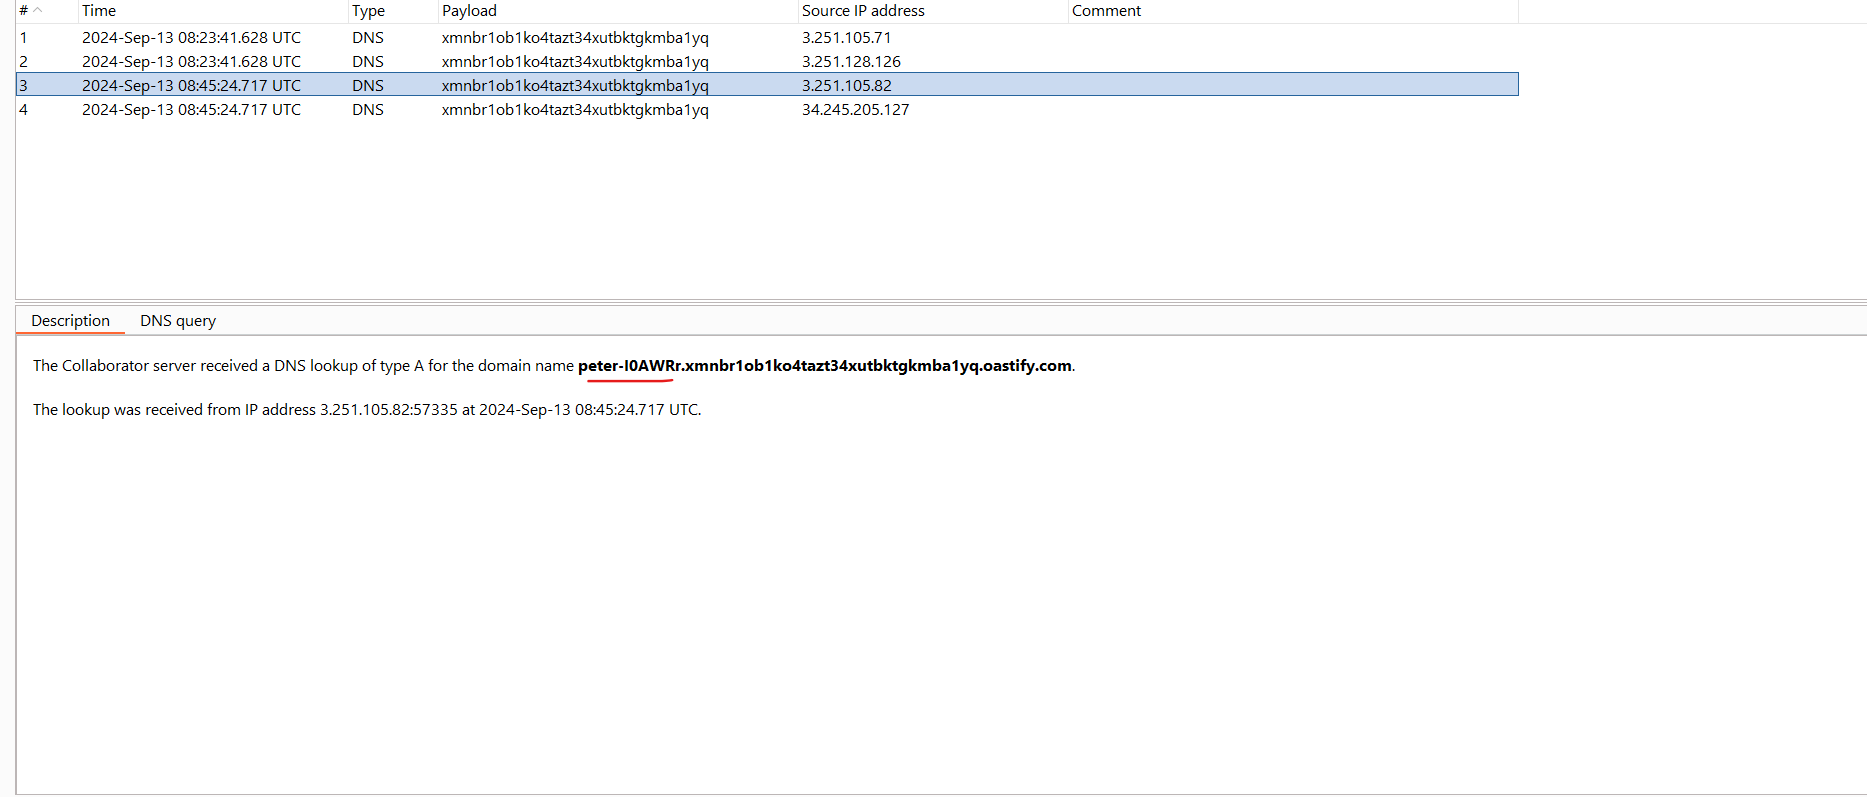 # Time Type Payload Source IP address Comment
1 2024-Sep-13 08:23:41.628 UTC DNS xmnbr1ob1ko4tazt34xutbktgkmba1yq 3.251.105.71
2 2024-Sep-13 08:23:41.628 UTC DNS xmnbr1ob1ko4tazt34xutbktgkmba1yq 3.251.128.126
3 2024-Sep-13 08:45:24.717 UTC DNS xmnbr1ob1ko4tazt34xutbktgkmba1yq 3.251.105.82
4 2024-Sep-13 08:45:24.717 UTC DNS xmnbr1ob1ko4tazt34xutbktgkmba1yq 34.245.205.127
Description DNS query
The Collaborator server received a DNS lookup of type A for the domain name peter-I0AWRr.xmnbr1ob1ko4tazt34xutbktgkmba1yq.oastify.com.
The lookup was received from IP address 3.251.105.82:57335 at 2024-Sep-13 08:45:24.717 UTC.